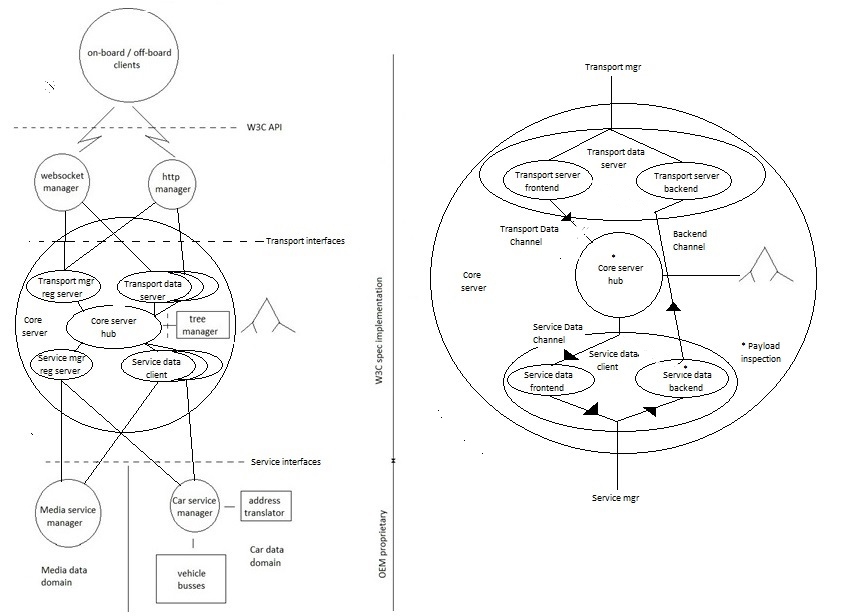 on-board / off-board
clients
W3C API
websocket
manager
http
manager
Transport interfaces
Transport mgr
reg server
Transport data
server
Core
server
Core server
hub
tree
manager
Service mgr
reg server
Service data
client
Service interfaces
Media service
manager
Car service
manager
address
translator
Media data
domain
Car data
domain
vehicle
busses
W3C spec implementation
OEM proprietary
Transport mgr
Transport data
server
Transport server
frontend
Transport server
backend
Transport Data
Channel
Backend
Channel
Core
server
*
Core server
hub
Service Data
Channel
Service data
client
* Payload
inspection
Service data
frontend
*
Service data
backend
Service mgr